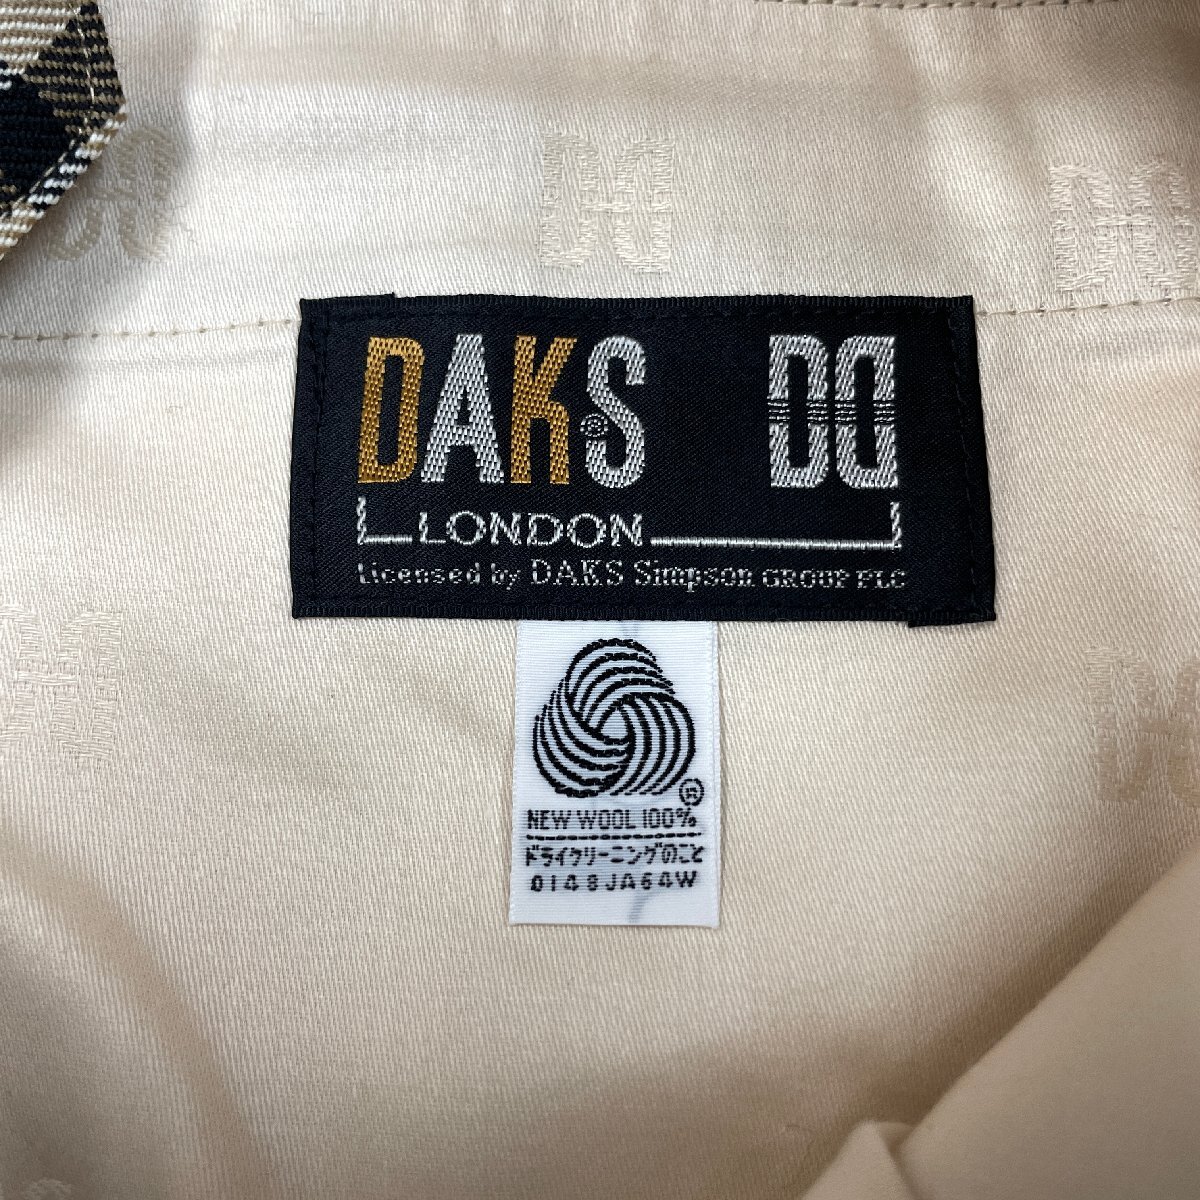 DAKS® DD
LONDON
Licensed by DAKS Simpson GROUP PLC
®
NEW WOOL 100%
ドライクリーニングのこと
0148JA64W